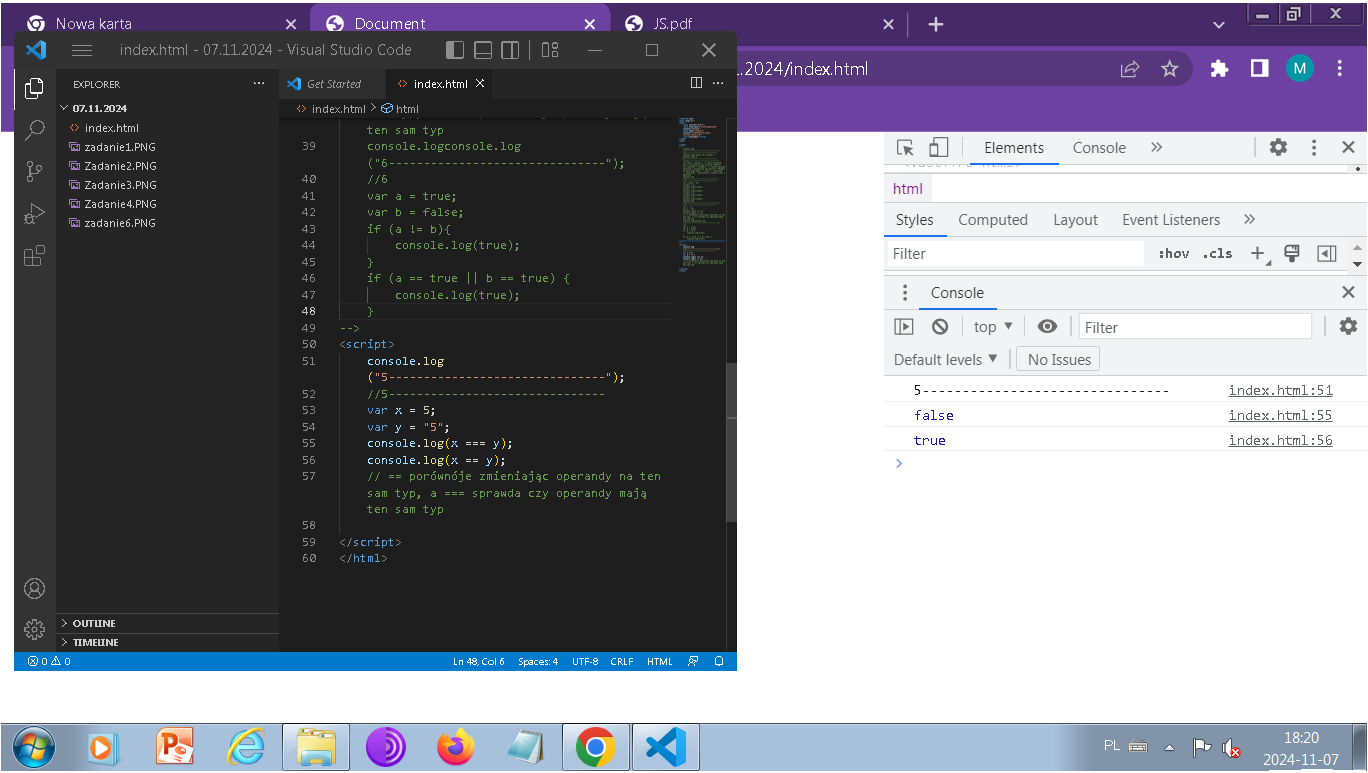 Nowa karta
Document
JS.pdf
index.html - 07.11.2024 - Visual Studio Code
1.2024/index.html
M
EXPLORER
07.11.2024
index.html
zadanie1.PNG
Zadanie2.PNG
Zadanie3.PNG
Zadanie4.PNG
zadanie6.PNG
OUTLINE
TIMELINE
Get Started
index.html
index.html > html
ten sam typ
39 console.logconsole.log
("6-------------------------------");
40 //6
41 var a = true;
42 var b = false;
43 if (a != b){
44 console.log(true);
45 }
46 if (a == true || b == true) {
47 console.log(true);
48 }
49 -->
50 <script>
51 console.log
("5-------------------------------");
52 //5-------------------------------
53 var x = 5;
54 var y = "5";
55 console.log(x === y);
56 console.log(x == y);
57 // == porównóje zmieniając operandy na ten
sam typ, a === sprawda czy operandy mają
ten sam typ
58
59 </script>
60 </html>
0 0
Ln 48, Col 6 Spaces: 4 UTF-8 CRLF HTML
Elements Console
html
Styles Computed Layout Event Listeners
Filter :hov .cls
Console
top Filter
Default levels No Issues
5------------------------------- index.html:51
false index.html:55
true index.html:56
PL
18:20
2024-11-07